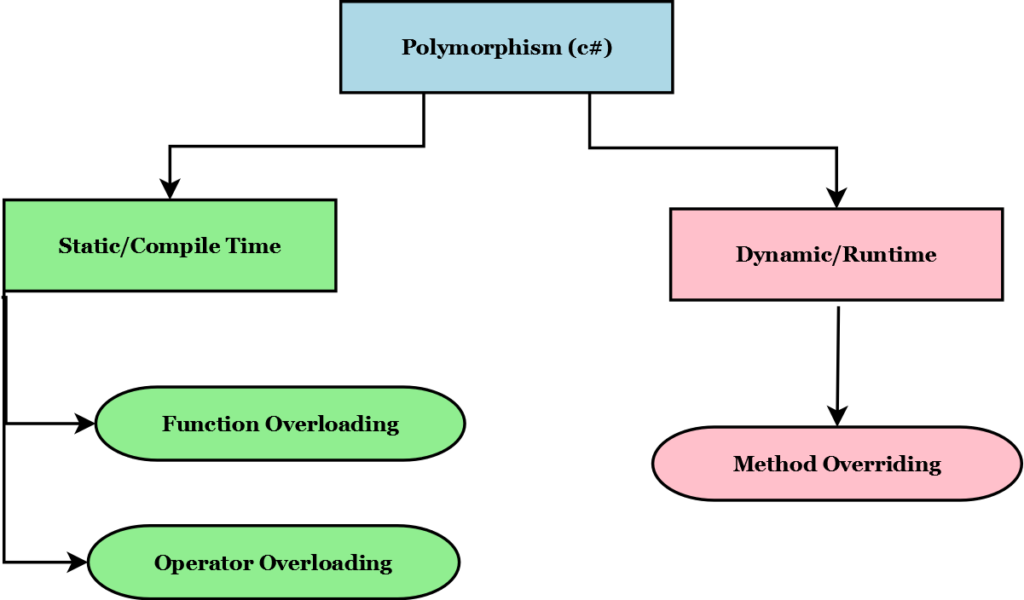 Polymorphism (c#)
Static/Compile Time
Dynamic/Runtime
Function Overloading
Method Overriding
Operator Overloading